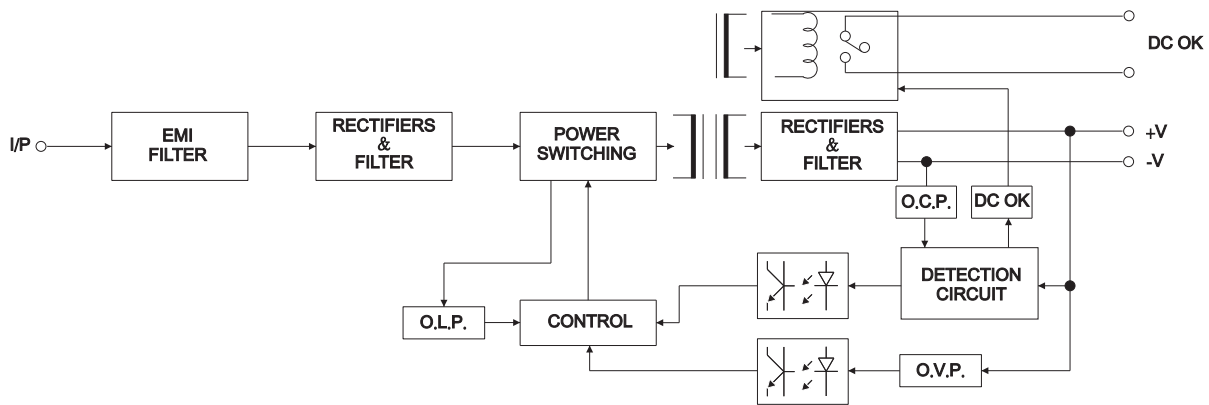 DC OK
I/P
EMI
FILTER
RECTIFIERS
&
FILTER
POWER
SWITCHING
RECTIFIERS
&
FILTER
+V
-V
O.C.P.
DC OK
DETECTION
CIRCUIT
O.L.P.
CONTROL
O.V.P.